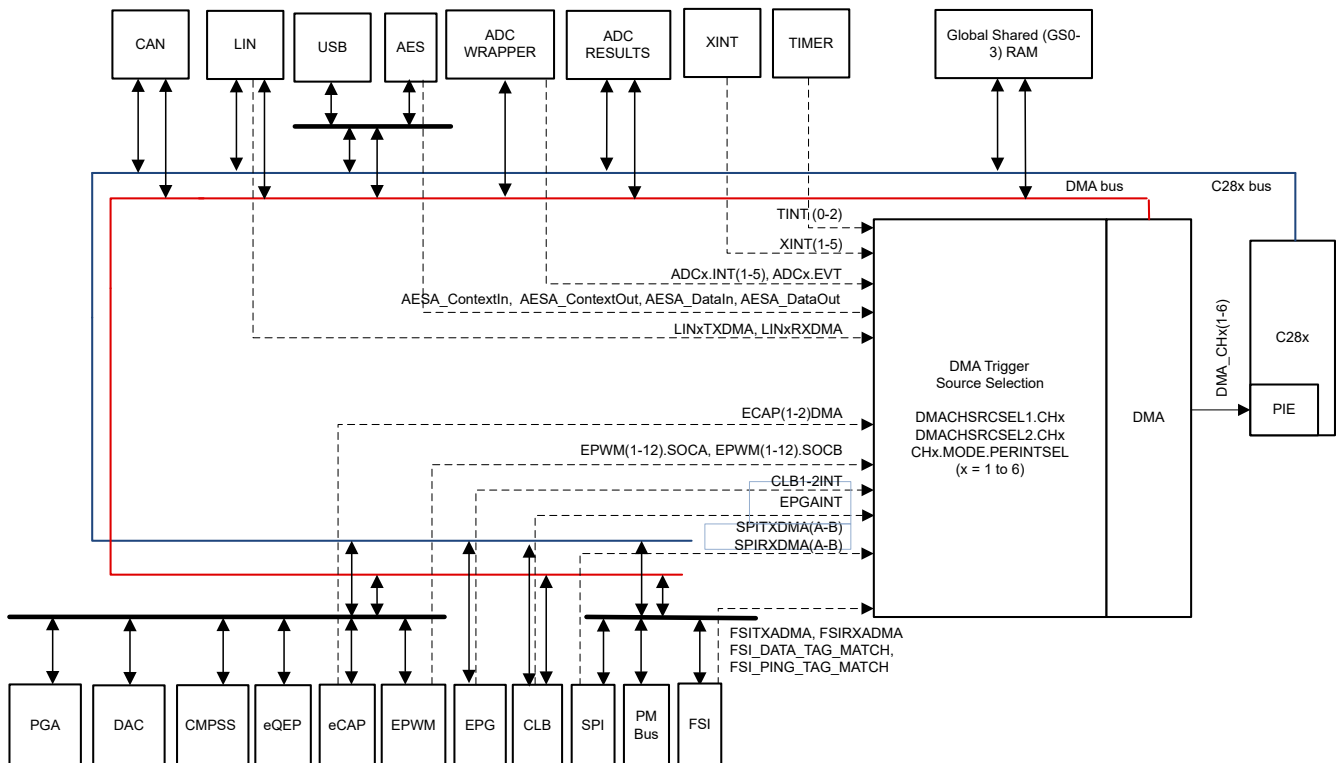 CAN
LIN
USB
AES
ADC
WRAPPER
ADC
RESULTS
XINT
TIMER
Global Shared (GS0-
3) RAM
DMA bus
C28x bus
TINT (0-2)
XINT(1-5)
ADCx.INT(1-5), ADCx.EVT
AESA_ContextIn, AESA_ContextOut, AESA_DataIn, AESA_DataOut
LINxTXDMA, LINxRXDMA
ECAP(1-2)DMA
EPWM(1-12).SOCA, EPWM(1-12).SOCB
CLB1-2INT
EPGAINT
SPITXDMA(A-B)
SPIRXDMA(A-B)
FSITXADMA, FSIRXADMA
FSI_DATA_TAG_MATCH,
FSI_PING_TAG_MATCH
DMA Trigger
Source Selection
DMACHSRCSEL1.CHx
DMACHSRCSEL2.CHx
CHx.MODE.PERINTSEL
(x = 1 to 6)
DMA
DMA_CHx(1-6)
C28x
PIE
PGA
DAC
CMPSS
eQEP
eCAP
EPWM
EPG
CLB
SPI
PM
Bus
FSI